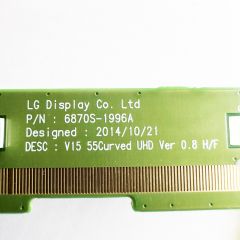 LG Display Co. Ltd
P/N : 6870S-1996A
Designed : 2014/10/21
DESC : V15 55Curved UHD Ver 0.8 H/F